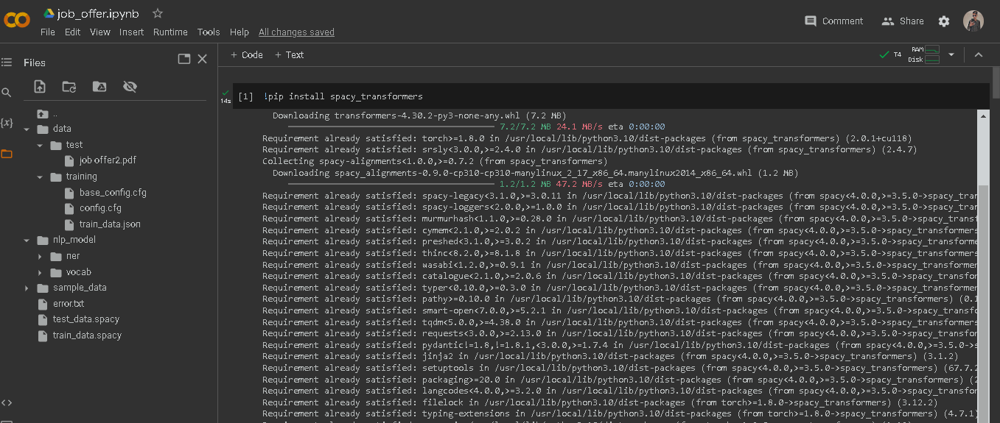 job_offer.ipynb
File Edit View Insert Runtime Tools Help All changes saved
Comment Share
Files
..
data
test
job offer2.pdf
training
base_config.cfg
config.cfg
train_data.json
nlp_model
ner
vocab
sample_data
error.txt
test_data.spacy
train_data.spacy
+ Code + Text
T4 RAM Disk
14s
[1] !pip install spacy_transformers
Downloading transformers-4.30.2-py3-none-any.whl (7.2 MB)
7.2/7.2 MB 24.1 MB/s eta 0:00:00
Requirement already satisfied: torch>=1.8.0 in /usr/local/lib/python3.10/dist-packages (from spacy_transformers) (2.0.1+cu118)
Requirement already satisfied: srsly<3.0.0,>=2.4.0 in /usr/local/lib/python3.10/dist-packages (from spacy_transformers) (2.4.7)
Collecting spacy-alignments<1.0.0,>=0.7.2 (from spacy_transformers)
Downloading spacy_alignments-0.9.0-cp310-cp310-manylinux_2_17_x86_64.manylinux2014_x86_64.whl (1.2 MB)
1.2/1.2 MB 47.2 MB/s eta 0:00:00
Requirement already satisfied: spacy-legacy<3.1.0,>=3.0.11 in /usr/local/lib/python3.10/dist-packages (from spacy<4.0.0,>=3.5.0->spacy_tran
Requirement already satisfied: spacy-loggers<2.0.0,>=1.0.0 in /usr/local/lib/python3.10/dist-packages (from spacy<4.0.0,>=3.5.0->spacy_tran
Requirement already satisfied: murmurhash<1.1.0,>=0.28.0 in /usr/local/lib/python3.10/dist-packages (from spacy<4.0.0,>=3.5.0->spacy_transf
Requirement already satisfied: cymem<2.1.0,>=2.0.2 in /usr/local/lib/python3.10/dist-packages (from spacy<4.0.0,>=3.5.0->spacy_transformers
Requirement already satisfied: preshed<3.1.0,>=3.0.2 in /usr/local/lib/python3.10/dist-packages (from spacy<4.0.0,>=3.5.0->spacy_transforme
Requirement already satisfied: thinc<8.2.0,>=8.1.8 in /usr/local/lib/python3.10/dist-packages (from spacy<4.0.0,>=3.5.0->spacy_transformers
Requirement already satisfied: wasabi<1.2.0,>=0.9.1 in /usr/local/lib/python3.10/dist-packages (from spacy<4.0.0,>=3.5.0->spacy_transformer
Requirement already satisfied: catalogue<2.1.0,>=2.0.6 in /usr/local/lib/python3.10/dist-packages (from spacy<4.0.0,>=3.5.0->spacy_transfor
Requirement already satisfied: typer<0.10.0,>=0.3.0 in /usr/local/lib/python3.10/dist-packages (from spacy<4.0.0,>=3.5.0->spacy_transformer
Requirement already satisfied: pathy>=0.10.0 in /usr/local/lib/python3.10/dist-packages (from spacy<4.0.0,>=3.5.0->spacy_transformers) (0.1
Requirement already satisfied: smart-open<7.0.0,>=5.2.1 in /usr/local/lib/python3.10/dist-packages (from spacy<4.0.0,>=3.5.0->spacy_transfo
Requirement already satisfied: tqdm<5.0.0,>=4.38.0 in /usr/local/lib/python3.10/dist-packages (from spacy<4.0.0,>=3.5.0->spacy_transformers
Requirement already satisfied: requests<3.0.0,>=2.13.0 in /usr/local/lib/python3.10/dist-packages (from spacy<4.0.0,>=3.5.0->spacy_transfor
Requirement already satisfied: pydantic!=1.8,!=1.8.1,<3.0.0,>=1.7.4 in /usr/local/lib/python3.10/dist-packages (from spacy<4.0.0,>=3.5.0->s
Requirement already satisfied: jinja2 in /usr/local/lib/python3.10/dist-packages (from spacy<4.0.0,>=3.5.0->spacy_transformers) (3.1.2)
Requirement already satisfied: setuptools in /usr/local/lib/python3.10/dist-packages (from spacy<4.0.0,>=3.5.0->spacy_transformers) (67.7.2
Requirement already satisfied: packaging>=20.0 in /usr/local/lib/python3.10/dist-packages (from spacy<4.0.0,>=3.5.0->spacy_transformers) (2
Requirement already satisfied: langcodes<4.0.0,>=3.2.0 in /usr/local/lib/python3.10/dist-packages (from spacy<4.0.0,>=3.5.0->spacy_transfor
Requirement already satisfied: filelock in /usr/local/lib/python3.10/dist-packages (from torch>=1.8.0->spacy_transformers) (3.12.2)
Requirement already satisfied: typing-extensions in /usr/local/lib/python3.10/dist-packages (from torch>=1.8.0->spacy_transformers) (4.7.1)